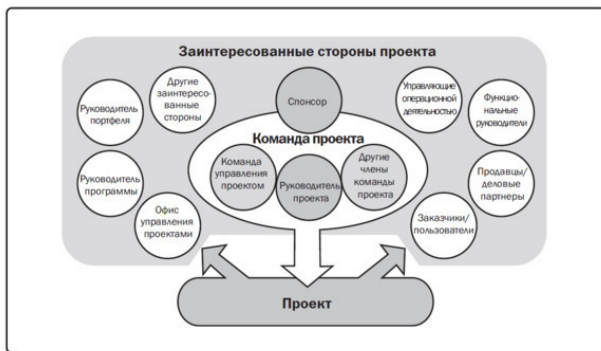 Заинтересованные стороны проекта
Другие
заинтересо-
ванные
стороны
Руководитель
портфеля
Спонсор
Управляющие
операционной
деятельностью
Функцио-
нальные
руководители
Команда проекта
Команда
управления
проектом
Руководитель
проекта
Другие
члены
команды
проекта
Руководитель
программы
Продавцы/
деловые
партнеры
Офис
управления
проектами
Заказчики/
пользователи
Проект